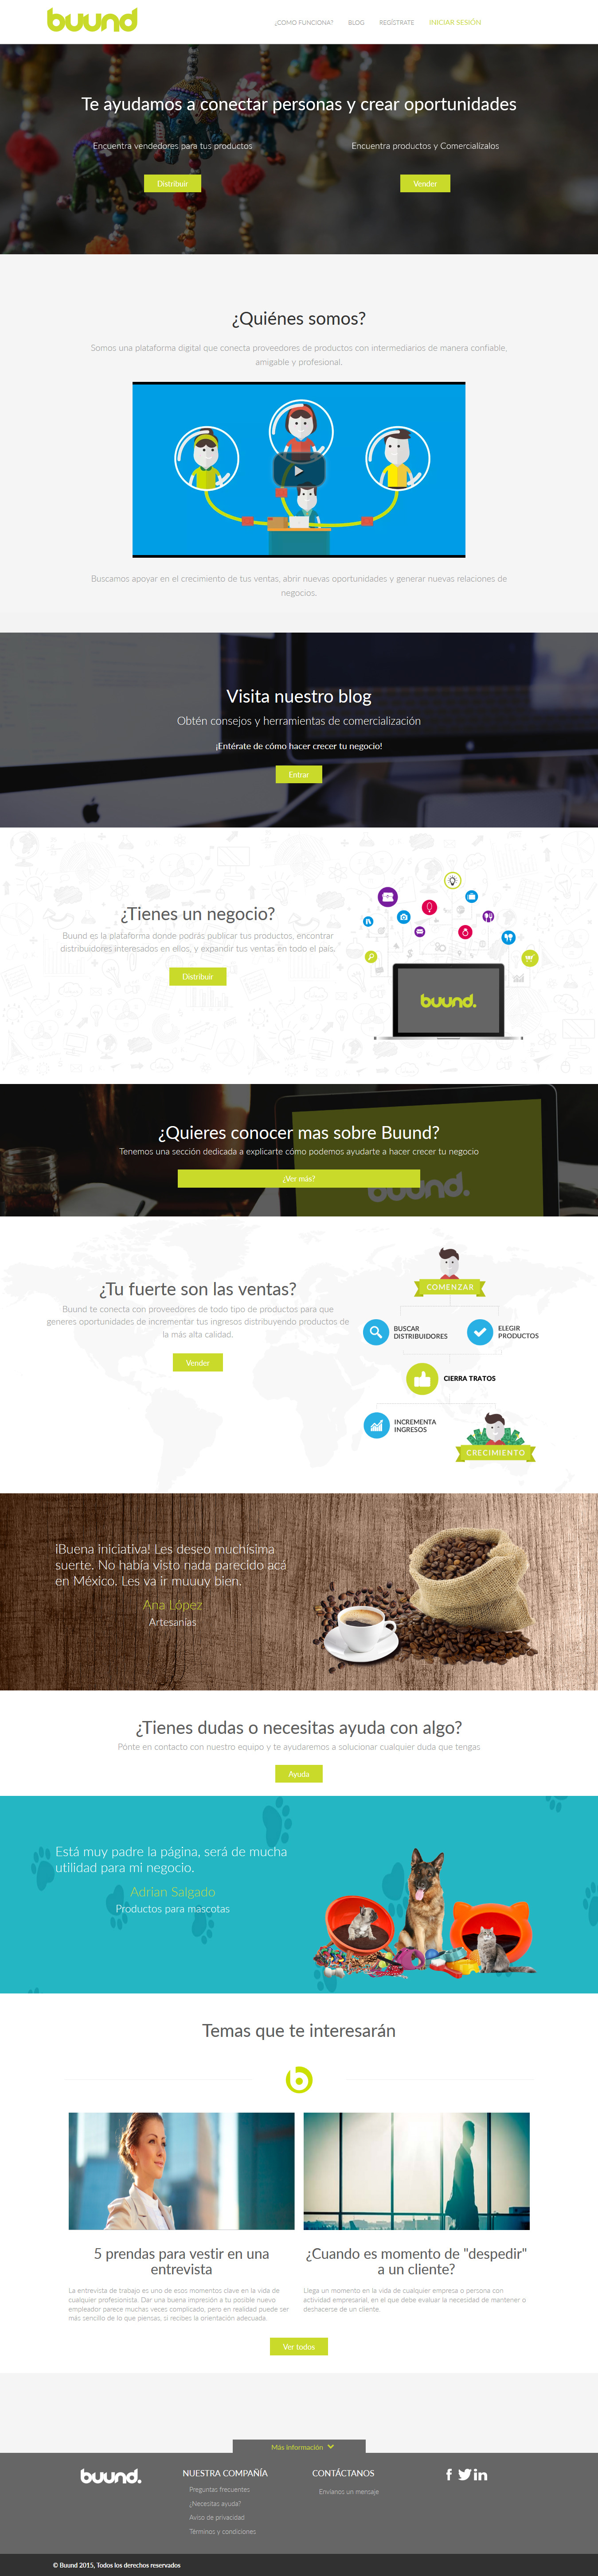 buund
¿COMO FUNCIONA? BLOG REGÍSTRATE INICIAR SESIÓN
Te ayudamos a conectar personas y crear oportunidades
Encuentra vendedores para tus productos
Distribuir
Encuentra productos y Comercialízalos
Vender
¿Quiénes somos?
Somos una plataforma digital que conecta proveedores de productos con intermediarios de manera confiable,
amigable y profesional.
Buscamos apoyar en el crecimiento de tus ventas, abrir nuevas oportunidades y generar nuevas relaciones de
negocios.
Visita nuestro blog
Obtén consejos y herramientas de comercialización
¡Entérate de cómo hacer crecer tu negocio!
Entrar
¿Tienes un negocio?
Buund es la plataforma donde podrás publicar tus productos, encontrar
distribuidores interesados en ellos, y expandir tus ventas en todo el país.
Distribuir
buund.
¿Quieres conocer mas sobre Buund?
Tenemos una sección dedicada a explicarte cómo podemos ayudarte a hacer crecer tu negocio
¿Ver más?
buund.
¿Tu fuerte son las ventas?
Buund te conecta con proveedores de todo tipo de productos para que
generes oportunidades de incrementar tus ingresos distribuyendo productos de
la más alta calidad.
Vender
COMENZAR
BUSCAR
DISTRIBUIDORES
ELEGIR
PRODUCTOS
CIERRA TRATOS
INCREMENTA
INGRESOS
CRECIMIENTO
¡Buena iniciativa! Les deseo muchísima
suerte. No había visto nada parecido acá
en México. Les va ir muuuy bien.
Ana López
Artesanías
¿Tienes dudas o necesitas ayuda con algo?
Pónte en contacto con nuestro equipo y te ayudaremos a solucionar cualquier duda que tengas
Ayuda
Está muy padre la página, será de mucha
utilidad para mi negocio.
Adrian Salgado
Productos para mascotas
Temas que te interesarán
5 prendas para vestir en una
entrevista
La entrevista de trabajo es uno de esos momentos clave en la vida de
cualquier profesionista. Dar una buena impresión a tu posible nuevo
empleador parece muchas veces complicado, pero en realidad puede ser
más sencillo de lo que piensas, si recibes la orientación adecuada.
¿Cuando es momento de "despedir"
a un cliente?
Llega un momento en la vida de cualquier empresa o persona con
actividad empresarial, en el que debe evaluar la necesidad de mantener o
deshacerse de un cliente.
Ver todos
Más Información
buund.
NUESTRA COMPAÑÍA
Preguntas frecuentes
¿Necesitas ayuda?
Aviso de privacidad
Términos y condiciones
CONTÁCTANOS
Envíanos un mensaje
© Buund 2015, Todos los derechos reservados